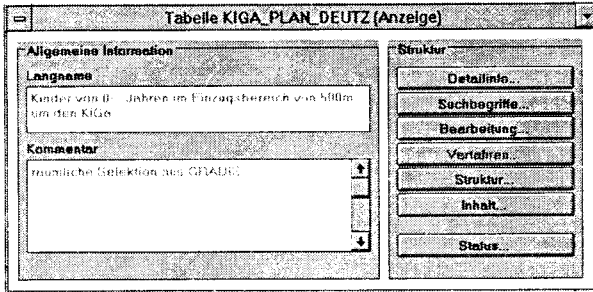 Tabelle KIGA_PLAN_DEUTZ (Anzeige)
Allgemeine Information
Langname
Kinder von 0 Jahren im Einzugsbereich von 500m
um den KiGa
Kommentar
räumliche Selektion aus GRADE
Struktur
Detailinfo...
Suchbegriffe...
Bearbeitung...
Verfahren...
Struktur...
Inhalt...
Status...